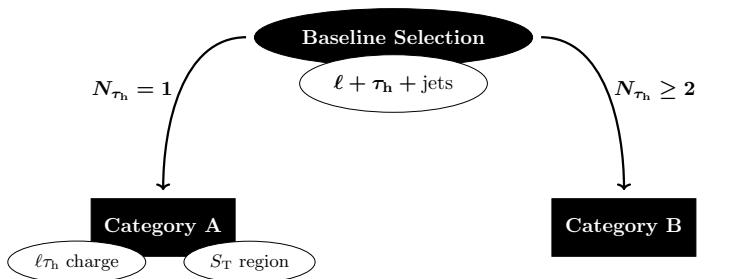 Baseline Selection
ℓ + τh + jets
Nτh = 1
Nτh ≥ 2
Category A
Category B
ℓτh charge
ST region